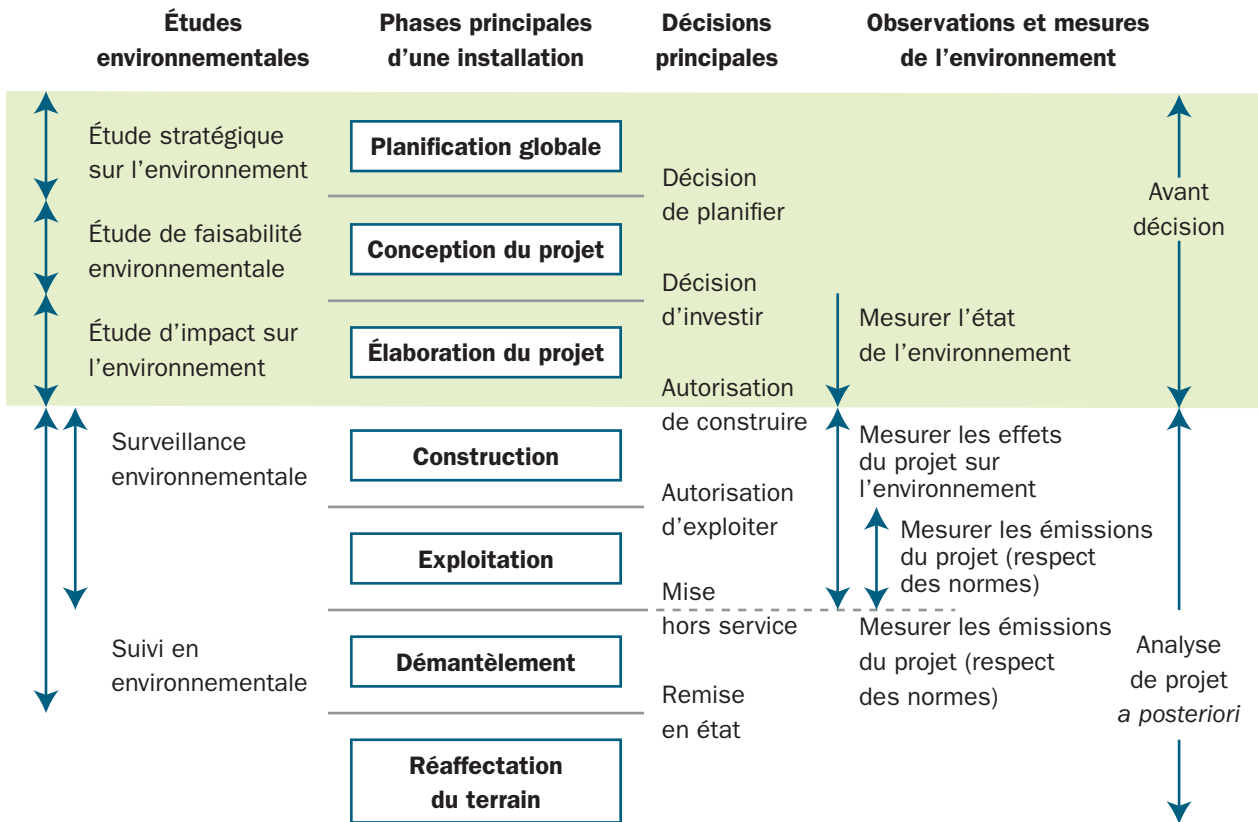 Études
environnementales
Phases principales
d’une installation
Décisions
principales
Observations et mesures
de l’environnement
Étude stratégique
sur l’environnement
Planification globale
Décision
de planifier
Avant
décision
Étude de faisabilité
environnementale
Conception du projet
Décision
d’investir
Étude d’impact sur
l’environnement
Élaboration du projet
Mesurer l’état
de l’environnement
Autorisation
de construire
Surveillance
environnementale
Construction
Mesurer les effets
du projet sur
l’environnement
Autorisation
d’exploiter
Exploitation
Mesurer les émissions
du projet (respect
des normes)
Mise
hors service
Suivi en
environnementale
Démantèlement
Mesurer les émissions
du projet (respect
des normes)
Analyse
de projet
a posteriori
Remise
en état
Réaffectation
du terrain